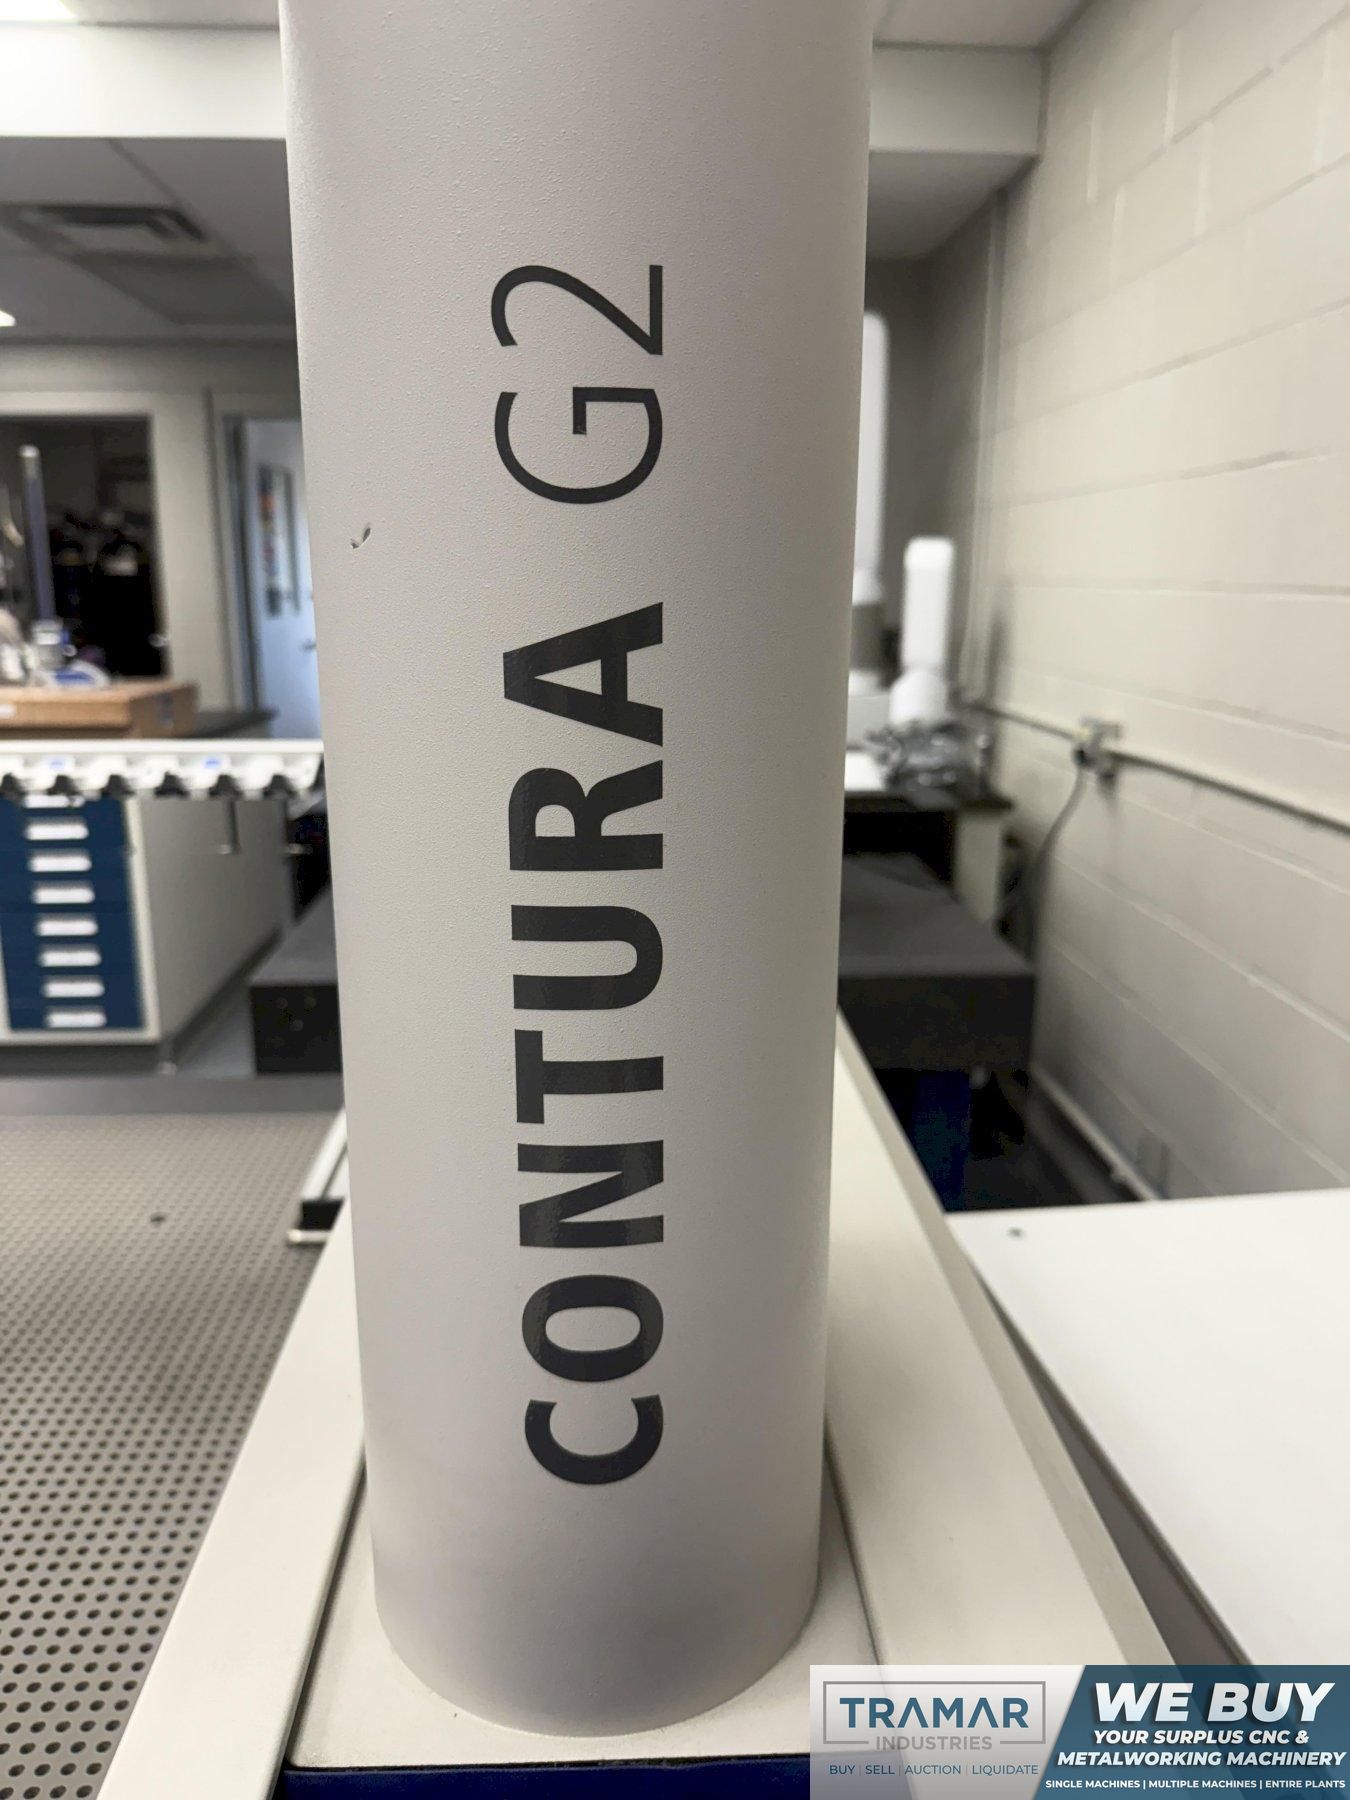 CONTURA G2
TRAMAR
INDUSTRIES
BUY | SELL | AUCTION | LIQUIDATE
WE BUY
YOUR SURPLUS CNC &
METALWORKING MACHINERY
SINGLE MACHINES | MULTIPLE MACHINES | ENTIRE PLANTS